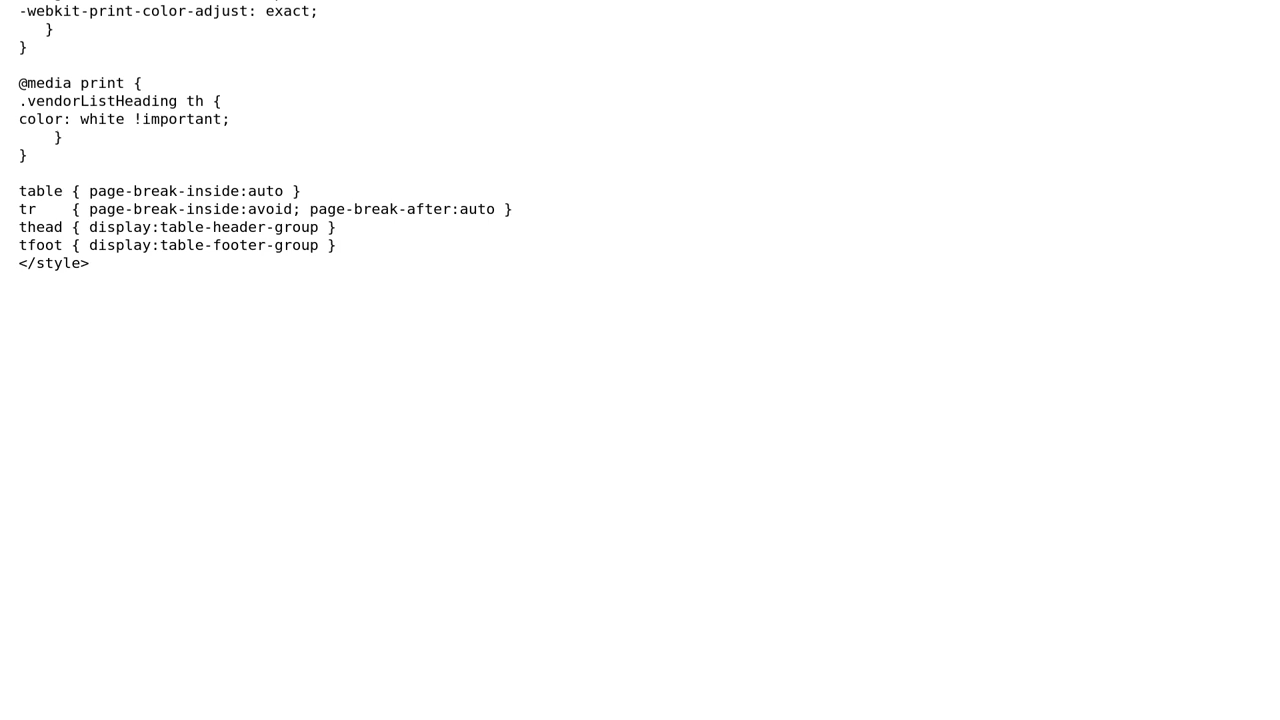 -webkit-print-color-adjust: exact;
   }
}

@media print {
.vendorListHeading th {
color: white !important;
    }
}

table { page-break-inside:auto }
tr    { page-break-inside:avoid; page-break-after:auto }
thead { display:table-header-group }
tfoot { display:table-footer-group }
</style>